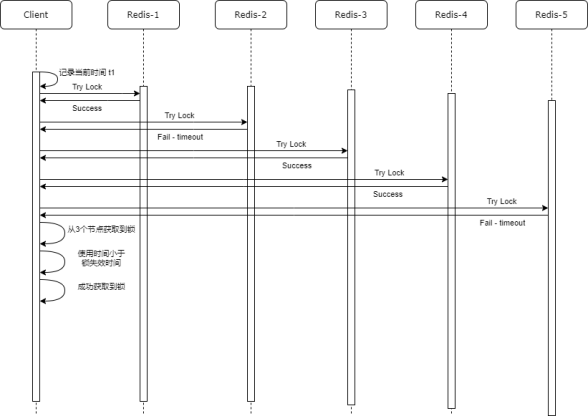 Client
Redis-1
Redis-2
Redis-3
Redis-4
Redis-5
记录当前时间 t1
Try Lock
Success
Try Lock
Fail - timeout
Try Lock
Success
Try Lock
Success
Try Lock
Fail - timeout
从3个节点获取到锁
使用时间小于
锁失效时间
成功获取到锁